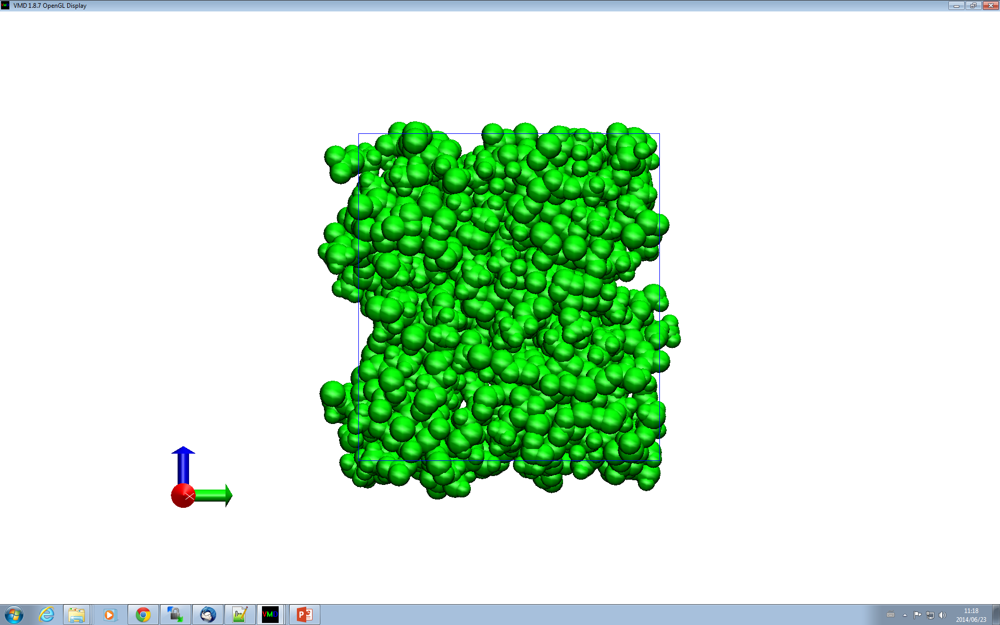 VMD 1.8.7 OpenGL Display
X
VMD
11:18
2014/06/23